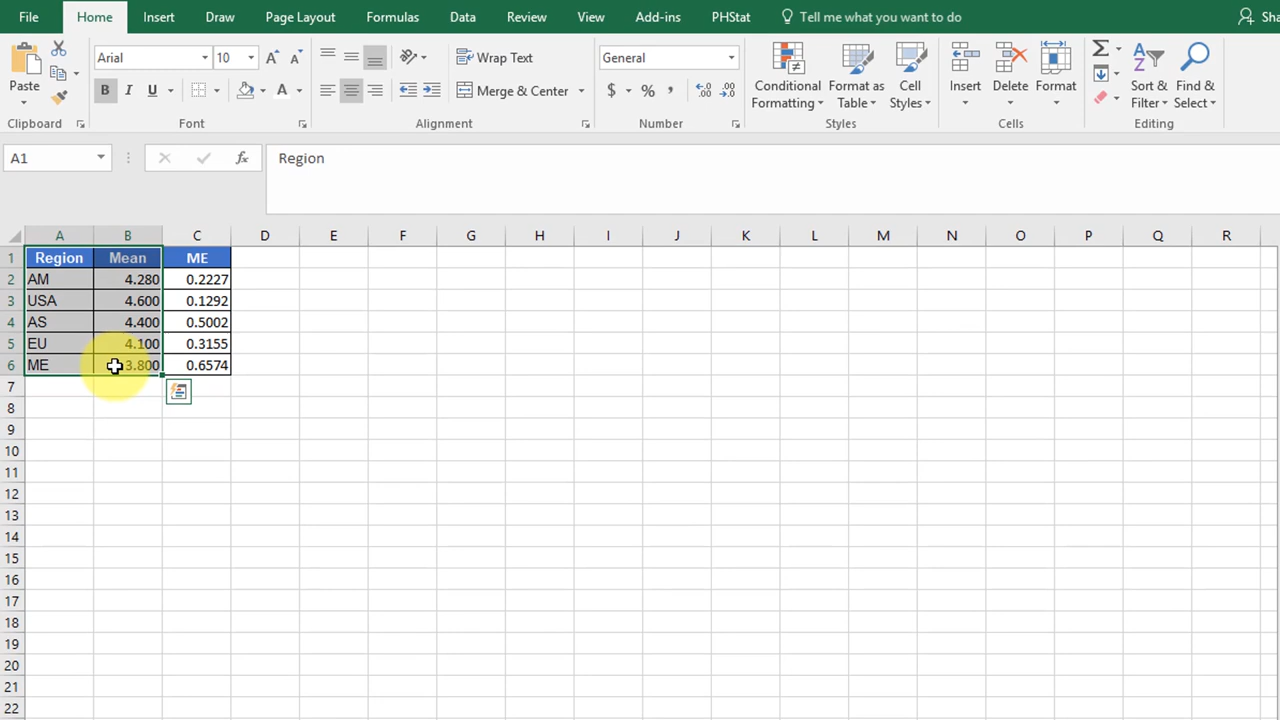 File Home Insert Draw Page Layout Formulas Data Review View Add-ins PHStat Tell me what you want to do Sha
Paste Arial 10 A A Wrap Text General Conditional Formatting Format as Table Cell Styles Insert Delete Format Sort & Filter Find & Select
B I U A Merge & Center $ % ,
Clipboard Font Alignment Number Styles Cells Editing
A1 fx Region
A B C D E F G H I J K L M N O P Q R
1 Region Mean ME
2 AM 4.280 0.2227
3 USA 4.600 0.1292
4 AS 4.400 0.5002
5 EU 4.100 0.3155
6 ME 3.800 0.6574
7
8
9
10
11
12
13
14
15
16
17
18
19
20
21
22